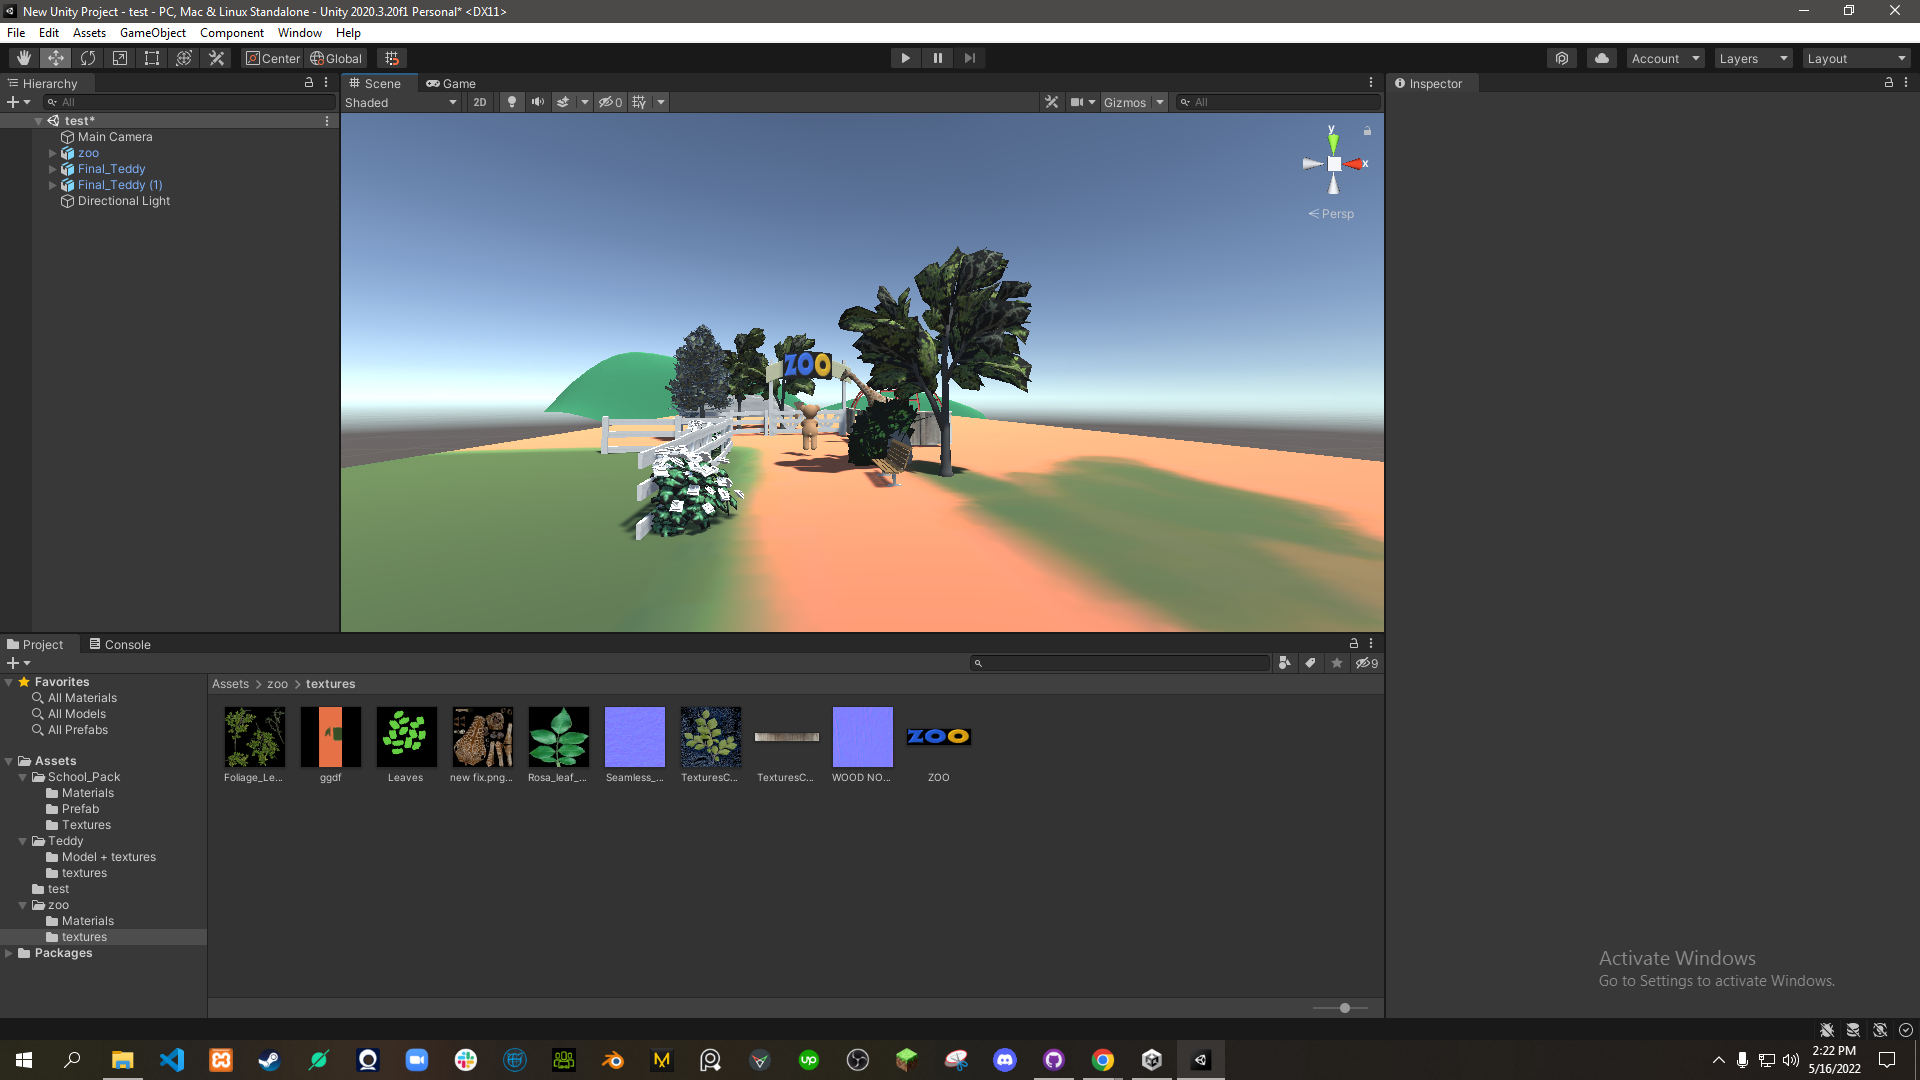 New Unity Project - test - PC, Mac & Linux Standalone - Unity 2020.3.20f1 Personal* <DX11>
File Edit Assets GameObject Component Window Help
Center Global Account Layers Layout
Hierarchy
All
test*
Main Camera
zoo
Final_Teddy
Final_Teddy (1)
Directional Light
Scene Game
Shaded 2D 0 Gizmos All
y
x
Persp
ZOO
Inspector
Project Console
9
Favorites
All Materials
All Models
All Prefabs
Assets
School_Pack
Materials
Prefab
Textures
Teddy
Model + textures
textures
test
zoo
Materials
textures
Packages
Assets > zoo > textures
ZOO
Foliage_Le... ggdf Leaves new fix.png... Rosa_leaf_... Seamless_... TexturesC... TexturesC... WOOD NO... ZOO
Activate Windows
Go to Settings to activate Windows.
up
2:22 PM
5/16/2022